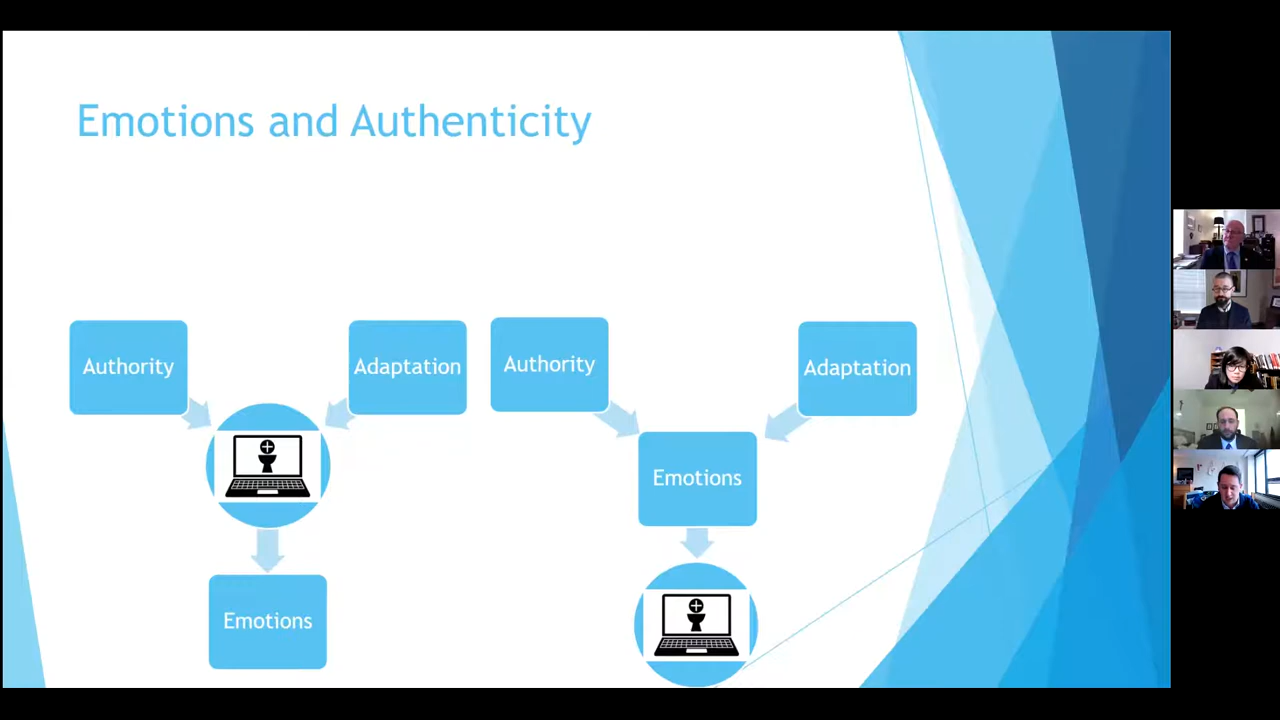 Emotions and Authenticity
Authority
Adaptation
Emotions
Authority
Adaptation
Emotions